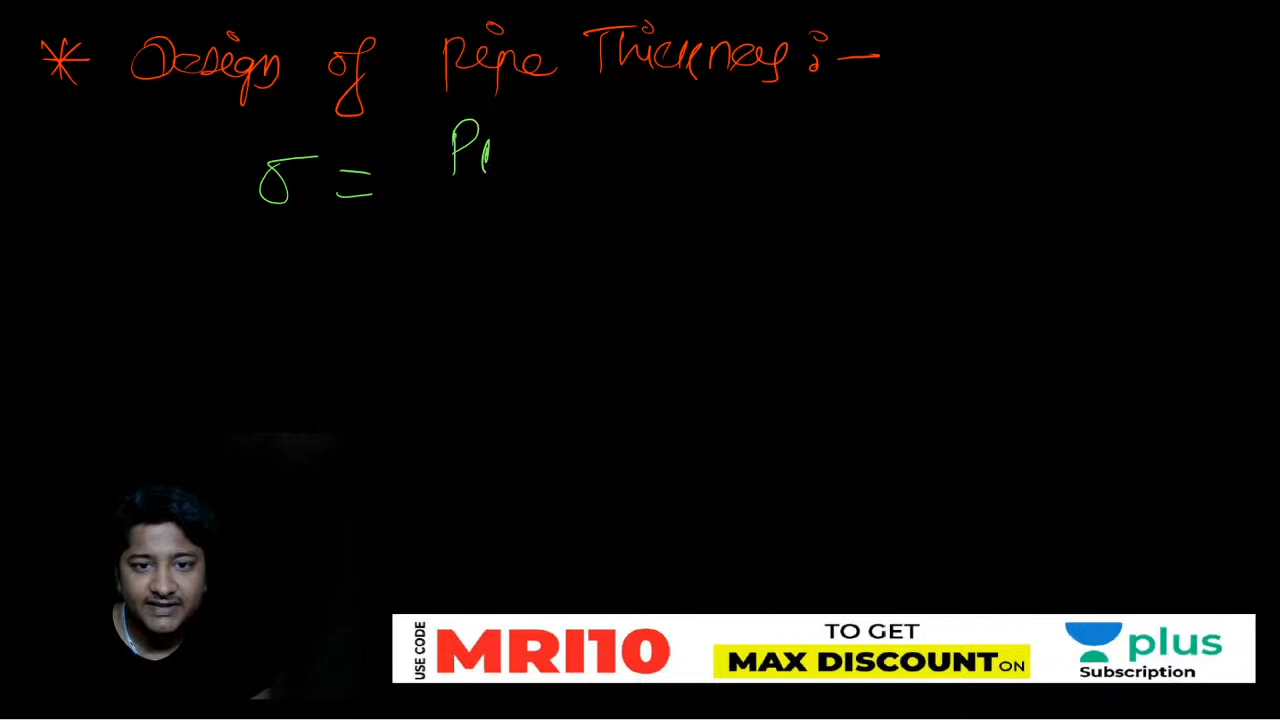 * Design of Pipe Thickness :-
σ = P
USE CODE
MRI10
TO GET
MAX DISCOUNT ON
plus
Subscription